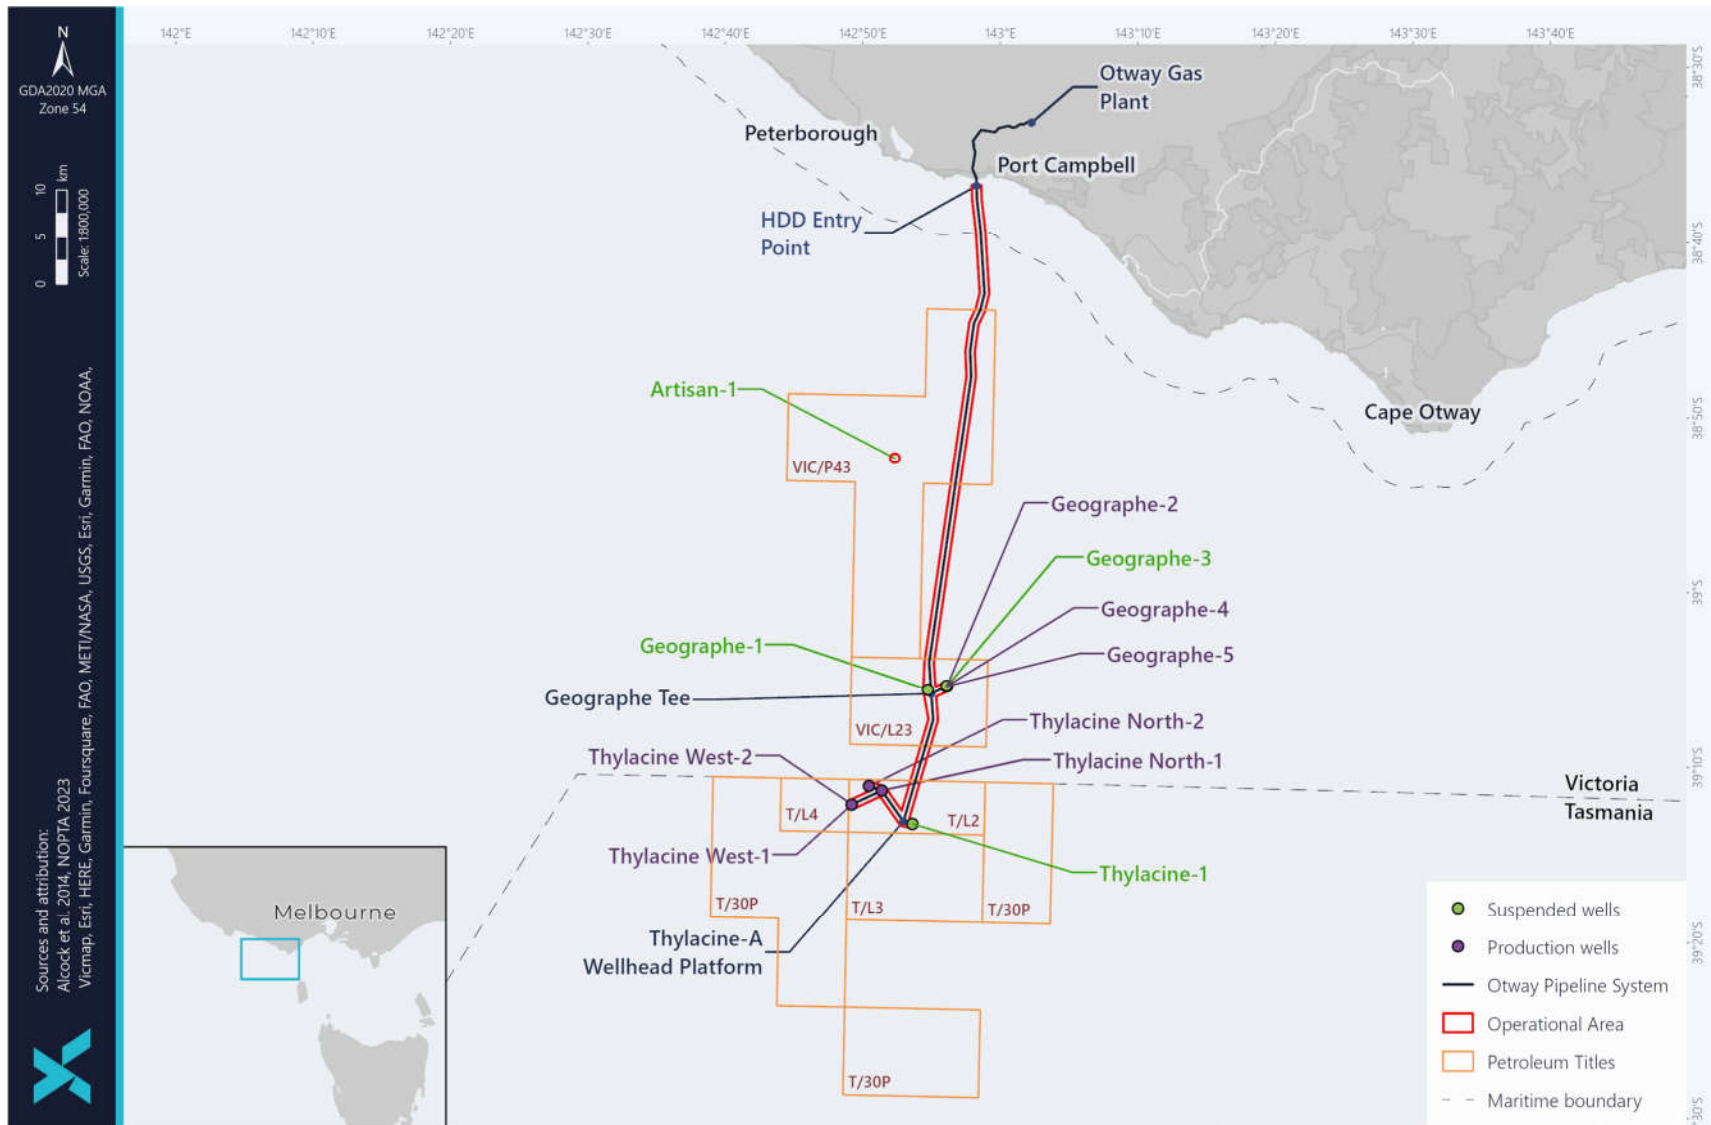 N
GDA2020 MGA
Zone 54
0 5 10 km
Scale: 1:800,000
Sources and attribution:
Alcock et al. 2014, NOPTA 2023
Vicmap, Esri, HERE, Garmin, Foursquare, FAO, METI/NASA, USGS, Esri, Garmin, FAO, NOAA,
142°E 142°10'E 142°20'E 142°30'E 142°40'E 142°50'E 143°E 143°10'E 143°20'E 143°30'E 143°40'E
38°30'S
38°40'S
38°50'S
39°S
39°10'S
39°20'S
39°30'S
Otway Gas
Plant
Peterborough
Port Campbell
HDD Entry
Point
Artisan-1
Cape Otway
VIC/P43
Geographe-2
Geographe-3
Geographe-4
Geographe-1
Geographe-5
Geographe Tee
Thylacine North-2
VIC/L23
Thylacine West-2
Thylacine North-1
Victoria
Tasmania
T/L4
T/L2
Thylacine West-1
Thylacine-1
T/30P
T/L3
T/30P
Thylacine-A
Wellhead Platform
T/30P
Melbourne
Suspended wells
Production wells
Otway Pipeline System
Operational Area
Petroleum Titles
Maritime boundary